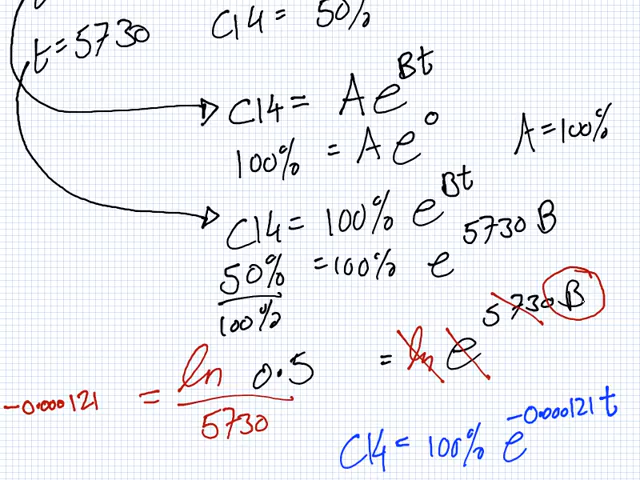 C14 = 50%
t = 5730
C14 = Ae^Bt
100% = Ae^0
A = 100%
C14 = 100% e^Bt
50%/100% = 100% e^5730B
ln 0.5/5730 = ln e^5730B
-0.000121 =
C14 = 100% e^-0.000121t